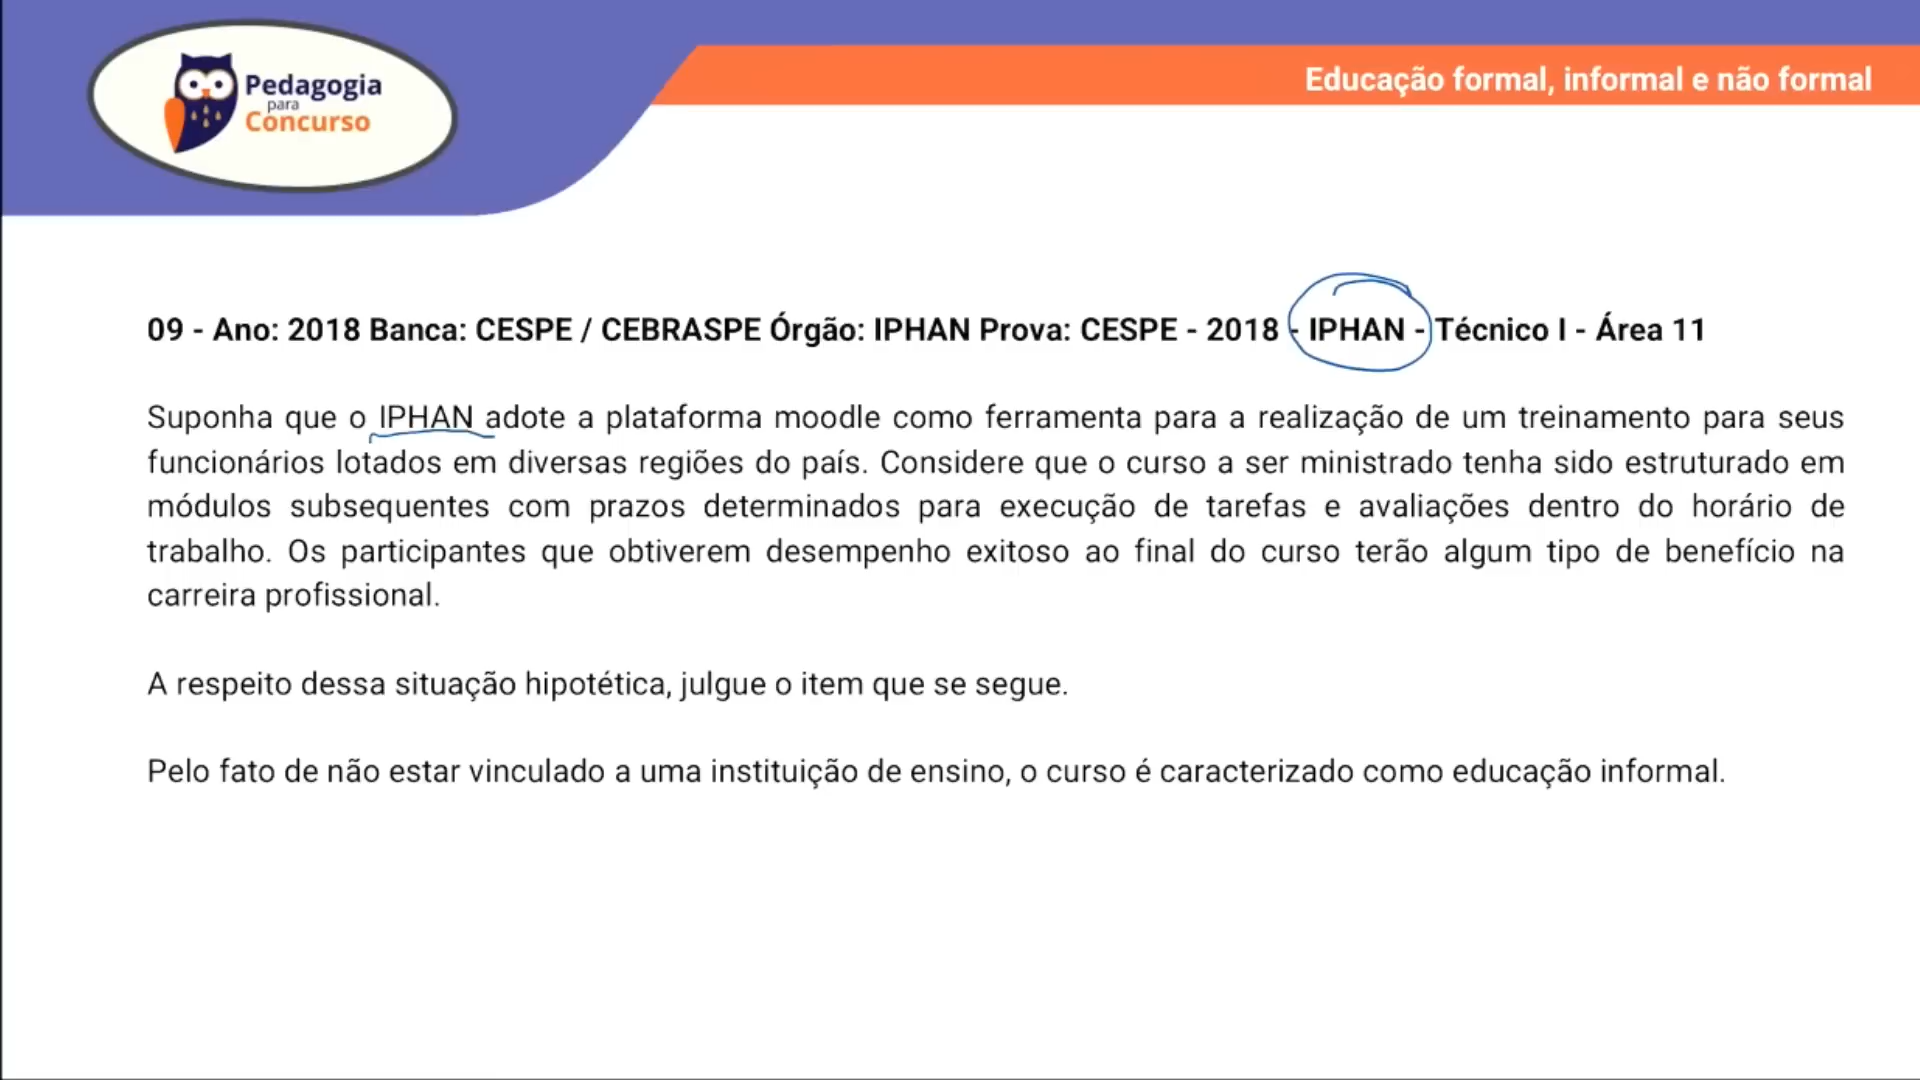 Pedagogia
para
Concurso
Educação formal, informal e não formal
09 - Ano: 2018 Banca: CESPE / CEBRASPE Órgão: IPHAN Prova: CESPE - 2018 - IPHAN - Técnico I - Área 11
Suponha que o IPHAN adote a plataforma moodle como ferramenta para a realização de um treinamento para seus
funcionários lotados em diversas regiões do país. Considere que o curso a ser ministrado tenha sido estruturado em
módulos subsequentes com prazos determinados para execução de tarefas e avaliações dentro do horário de
trabalho. Os participantes que obtiverem desempenho exitoso ao final do curso terão algum tipo de benefício na
carreira profissional.
A respeito dessa situação hipotética, julgue o item que se segue.
Pelo fato de não estar vinculado a uma instituição de ensino, o curso é caracterizado como educação informal.